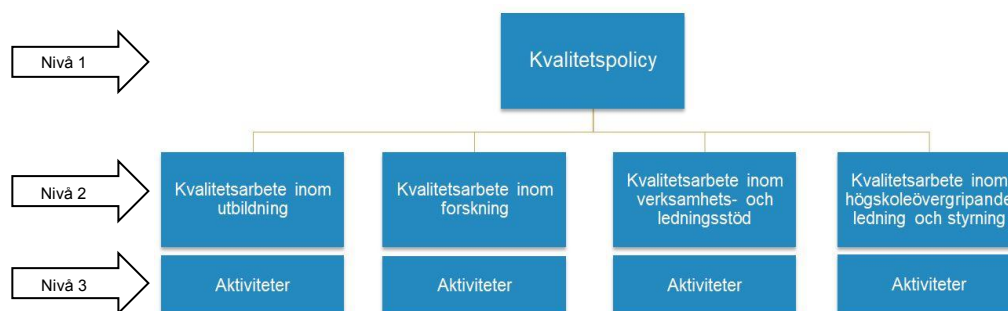 Nivå 1
Kvalitetspolicy
Nivå 2
Kvalitetsarbete inom
utbildning
Kvalitetsarbete inom
forskning
Kvalitetsarbete inom
verksamhets- och
ledningsstöd
Kvalitetsarbete inom
högskoleövergripande
ledning och styrning
Nivå 3
Aktiviteter
Aktiviteter
Aktiviteter
Aktiviteter